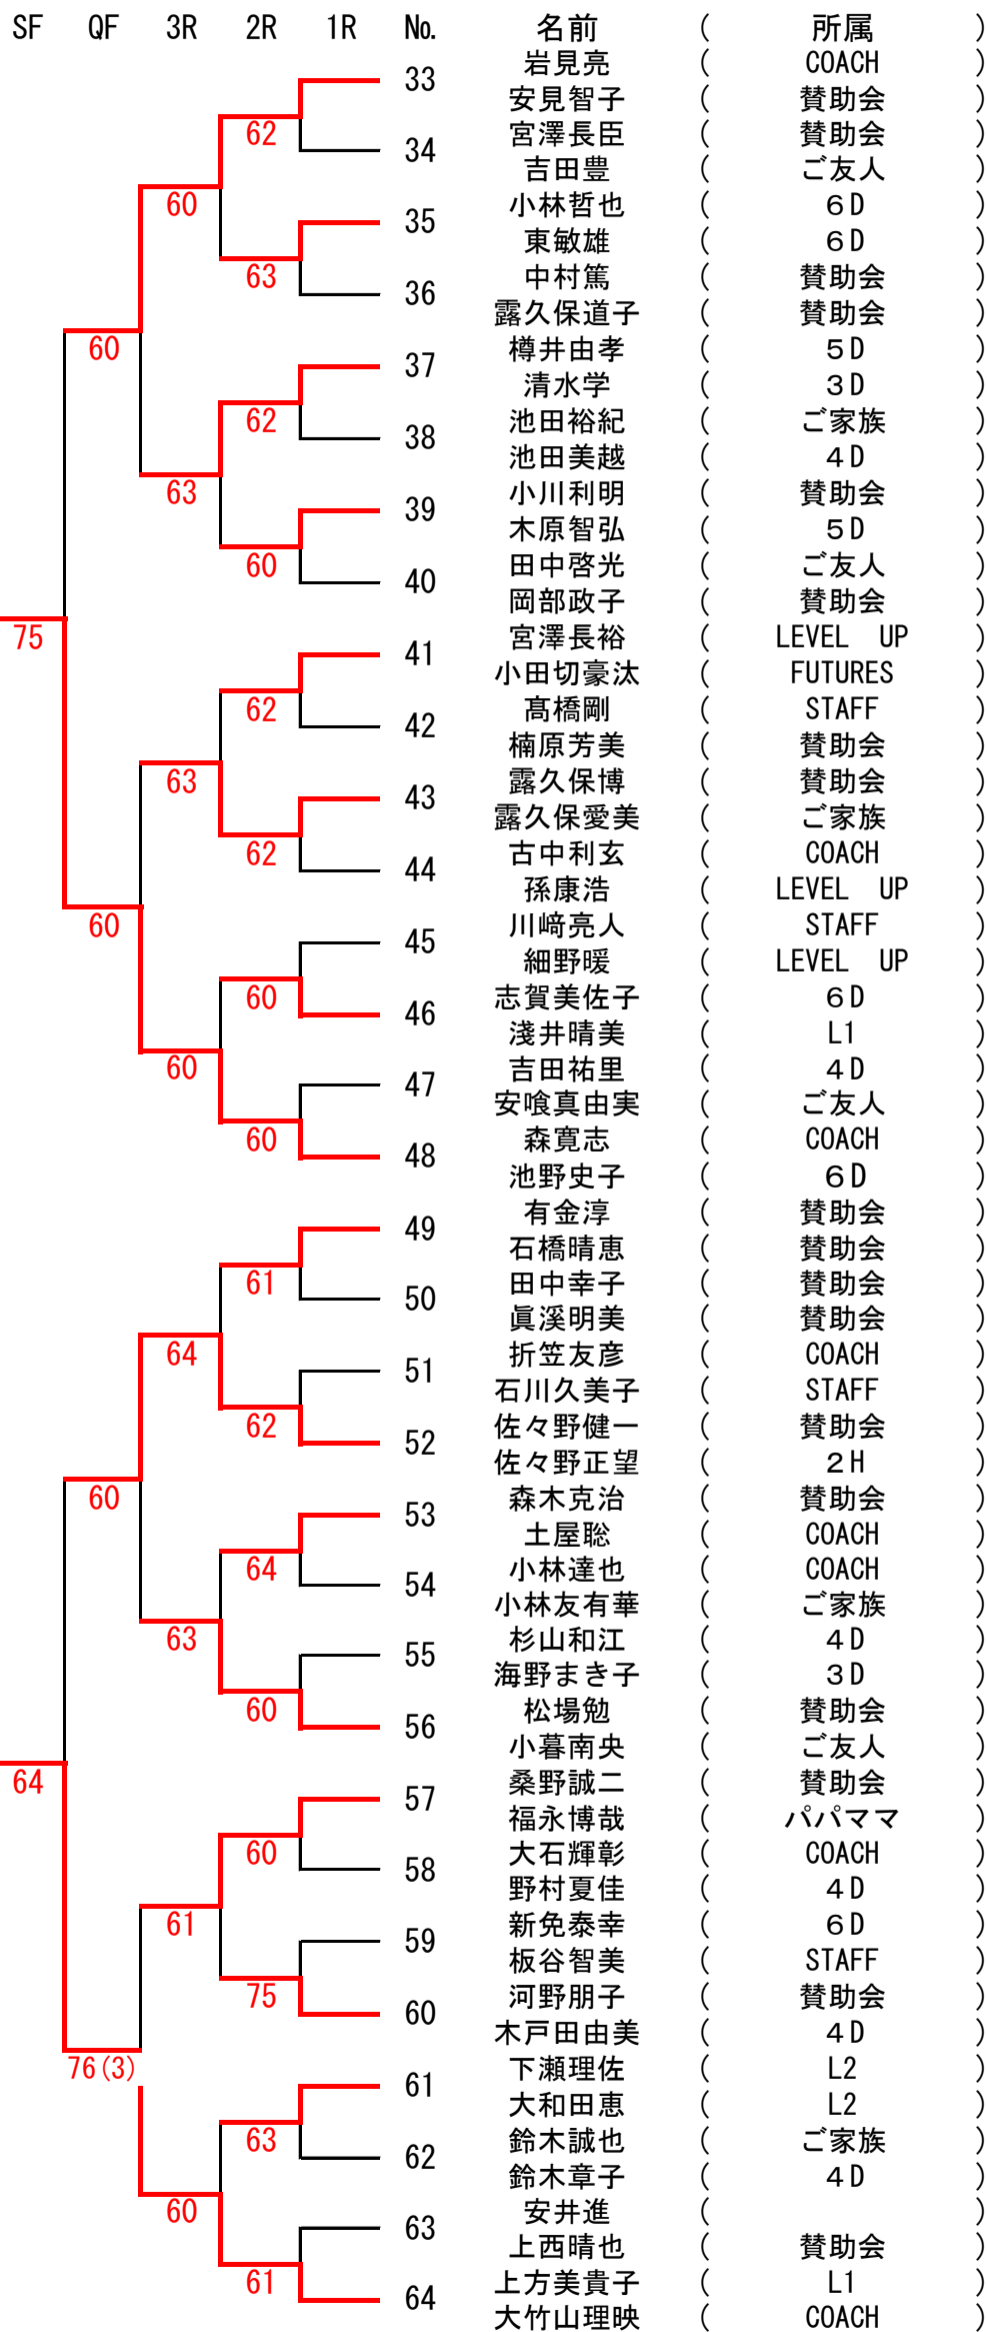 SF QF 3R 2R 1R No. 名前 ( 所属 )
岩見亮 ( COACH )
33
安見智子 ( 賛助会 )
62
宮澤長臣 ( 賛助会 )
34
吉田豊 ( ご友人 )
60
小林哲也 ( 6D )
35
東敏雄 ( 6D )
63
中村篤 ( 賛助会 )
36
露久保道子 ( 賛助会 )
60
樽井由孝 ( 5D )
37
清水学 ( 3D )
62
池田裕紀 ( ご家族 )
38
池田美越 ( 4D )
63
小川利明 ( 賛助会 )
39
木原智弘 ( 5D )
60
田中啓光 ( ご友人 )
40
岡部政子 ( 賛助会 )
75
宮澤長裕 ( LEVEL UP )
41
小田切豪汰 ( FUTURES )
62
髙橋剛 ( STAFF )
42
楠原芳美 ( 賛助会 )
63
露久保博 ( 賛助会 )
43
露久保愛美 ( ご家族 )
62
古中利玄 ( COACH )
44
孫康浩 ( LEVEL UP )
60
川﨑亮人 ( STAFF )
45
細野暖 ( LEVEL UP )
60
志賀美佐子 ( 6D )
46
淺井晴美 ( L1 )
60
吉田祐里 ( 4D )
47
安喰真由実 ( ご友人 )
60
森寛志 ( COACH )
48
池野史子 ( 6D )
有金淳 ( 賛助会 )
49
石橋晴恵 ( 賛助会 )
61
田中幸子 ( 賛助会 )
50
眞溪明美 ( 賛助会 )
64
折笠友彦 ( COACH )
51
石川久美子 ( STAFF )
62
佐々野健一 ( 賛助会 )
52
佐々野正望 ( 2H )
60
森木克治 ( 賛助会 )
53
土屋聡 ( COACH )
64
小林達也 ( COACH )
54
小林友有華 ( ご家族 )
63
杉山和江 ( 4D )
55
海野まき子 ( 3D )
60
松場勉 ( 賛助会 )
56
小暮南央 ( ご友人 )
64
桑野誠二 ( 賛助会 )
57
福永博哉 ( パパママ )
60
大石輝彰 ( COACH )
58
野村夏佳 ( 4D )
61
新免泰幸 ( 6D )
59
板谷智美 ( STAFF )
75
河野朋子 ( 賛助会 )
60
木戸田由美 ( 4D )
76(3)
下瀬理佐 ( L2 )
61
大和田恵 ( L2 )
63
鈴木誠也 ( ご家族 )
62
鈴木章子 ( 4D )
60
安井進 ( )
63
上西晴也 ( 賛助会 )
61
上方美貴子 ( L1 )
64
大竹山理映 ( COACH )